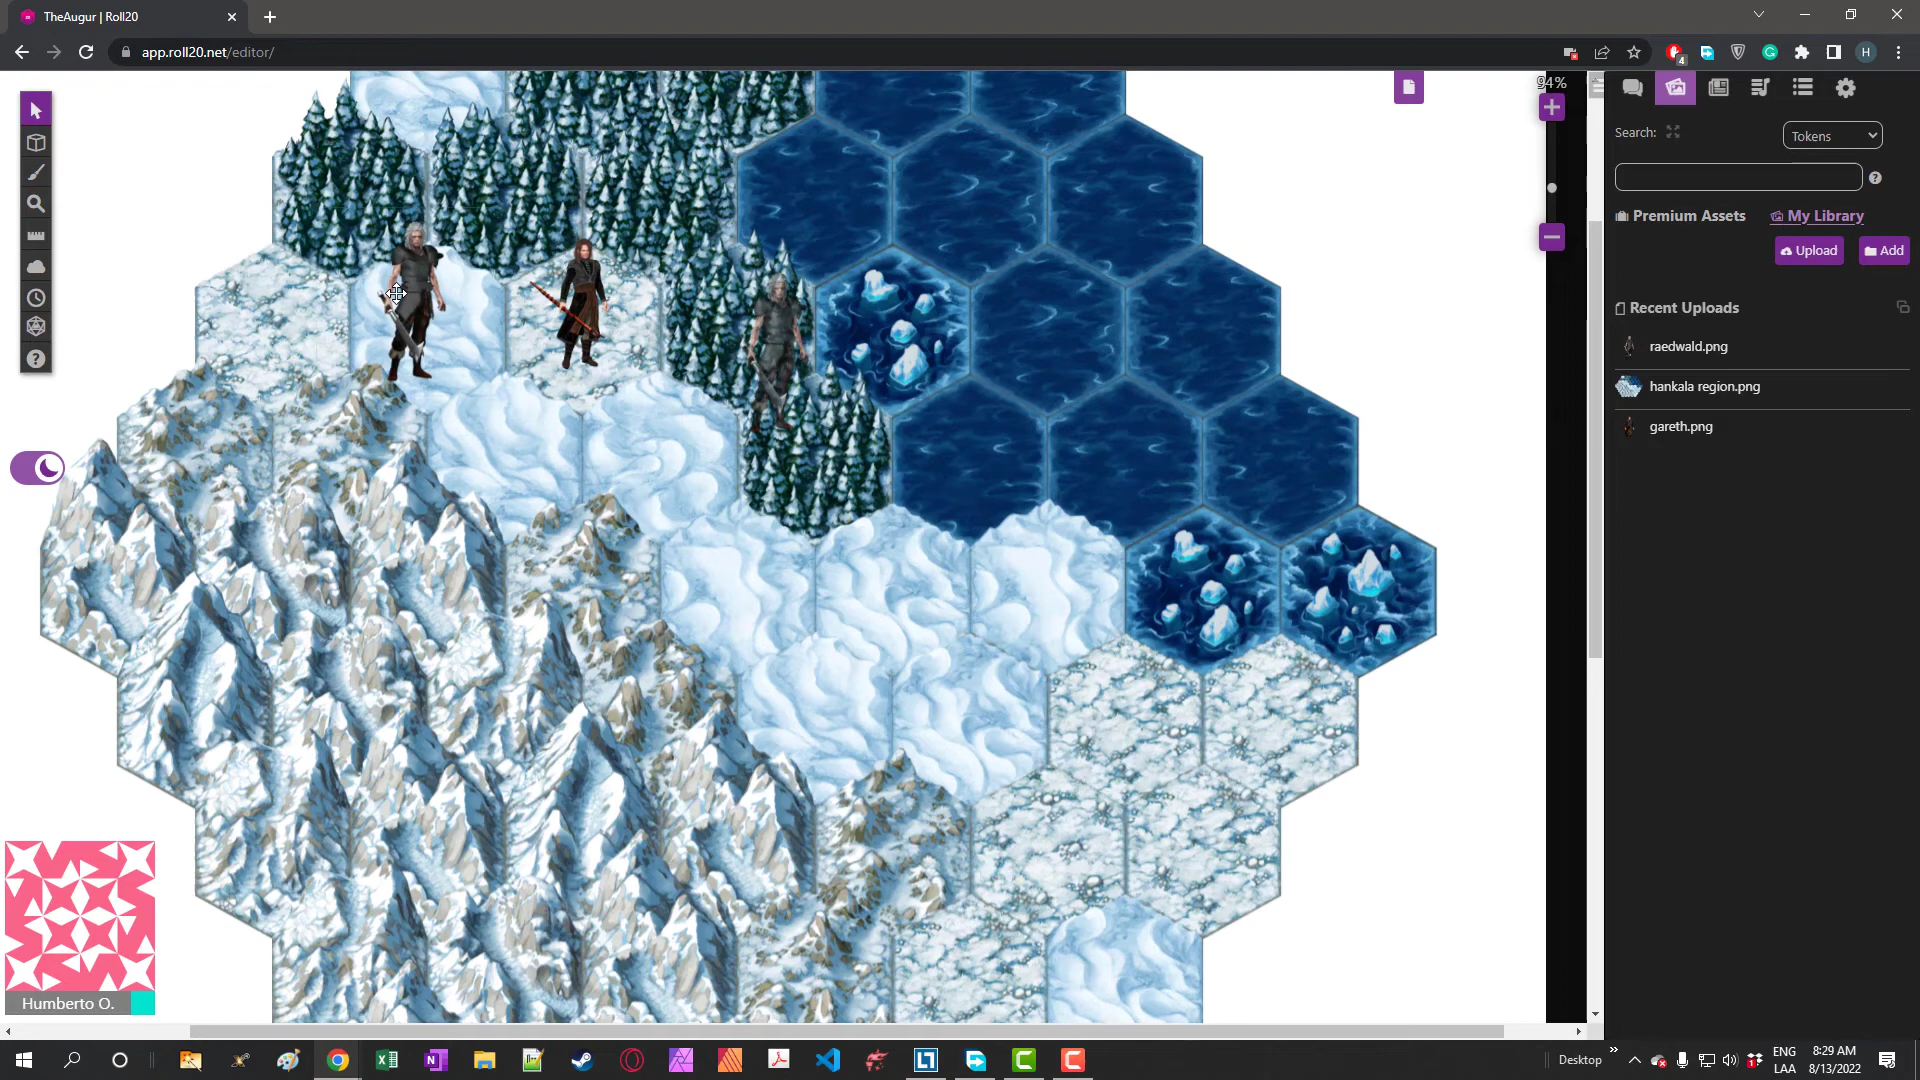 TheAugur | Roll20
app.roll20.net/editor/
4
H
94%
Search:
Tokens
Premium Assets
My Library
Upload
Add
Recent Uploads
raedwald.png
hankala region.png
gareth.png
Humberto O.
Desktop
ENG
LAA
8:29 AM
8/13/2022